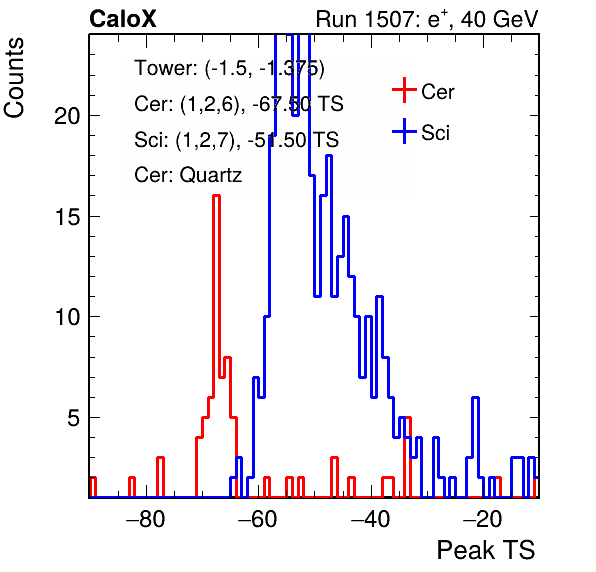 CaloX Run 1507: e⁺, 40 GeV
Counts
Tower: (-1.5, -1.375)
Cer: (1,2,6), -67.50 TS
Sci: (1,2,7), -51.50 TS
Cer: Quartz
Cer
Sci
20
15
10
5
−80 −60 −40 −20
Peak TS